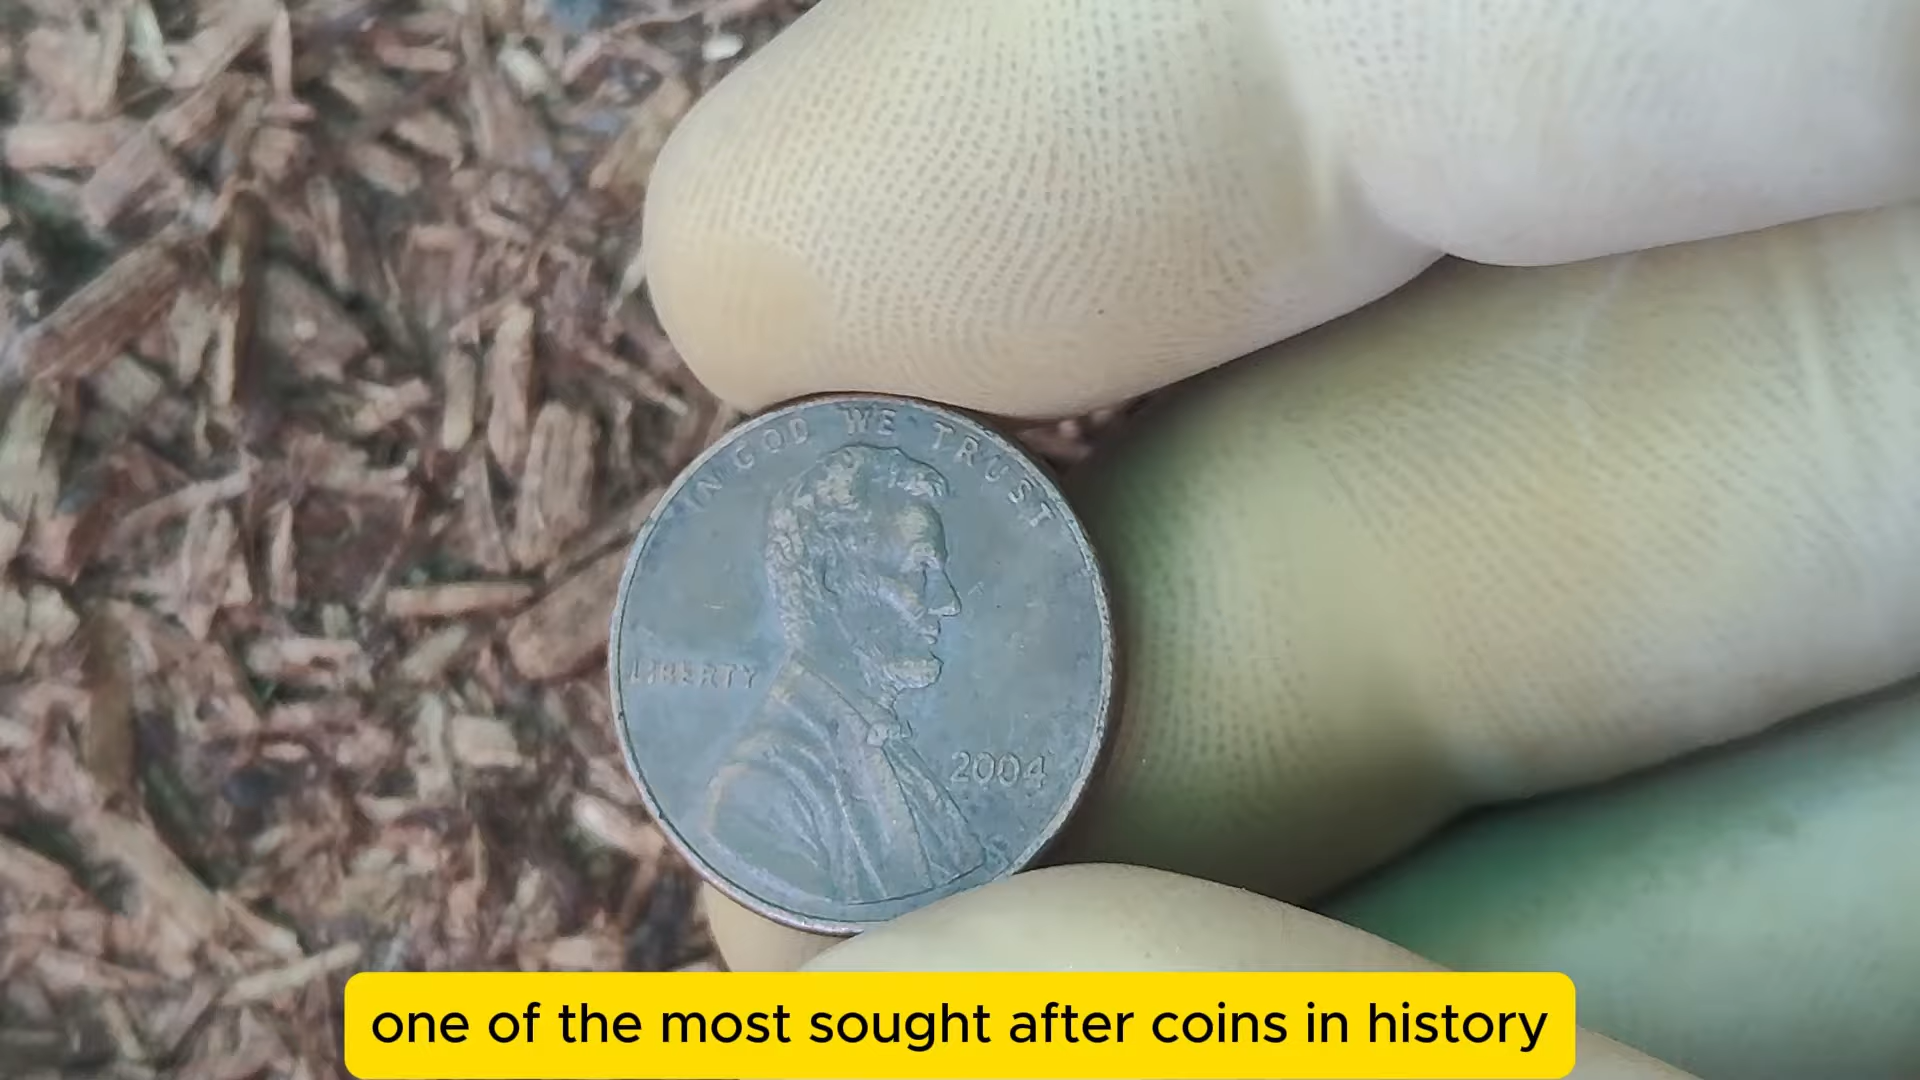 IN GOD WE TRUST
LIBERTY
2004
one of the most sought after coins in history